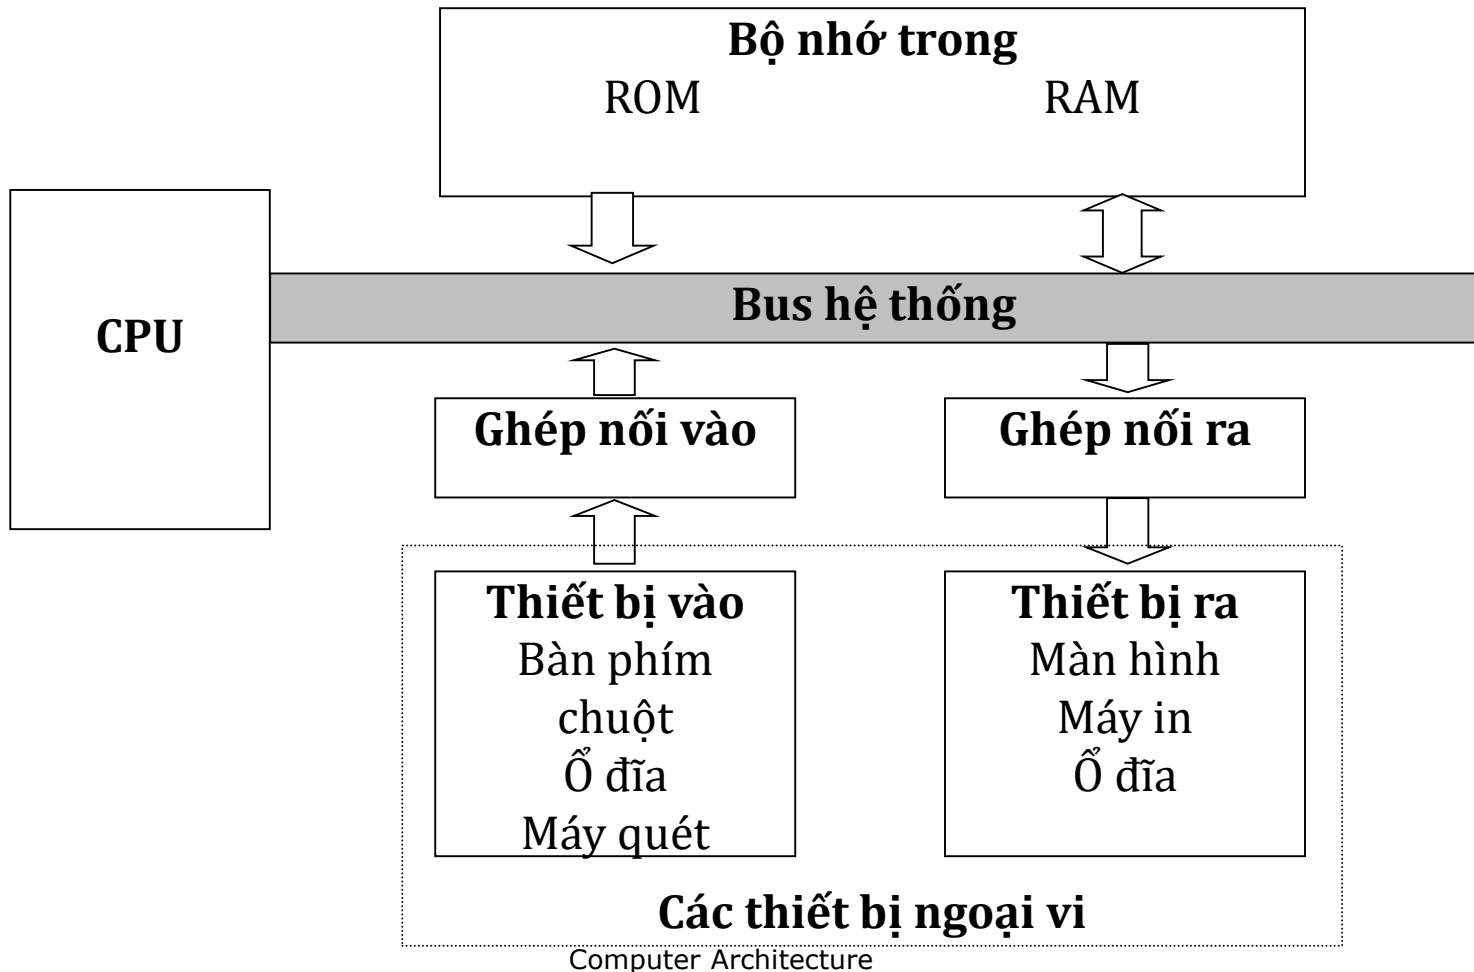 Bộ nhớ trong
ROM RAM
CPU
Bus hệ thống
Ghép nối vào
Ghép nối ra
Thiết bị vào
Bàn phím
chuột
Ổ đĩa
Máy quét
Thiết bị ra
Màn hình
Máy in
Ổ đĩa
Các thiết bị ngoại vi
Computer Architecture